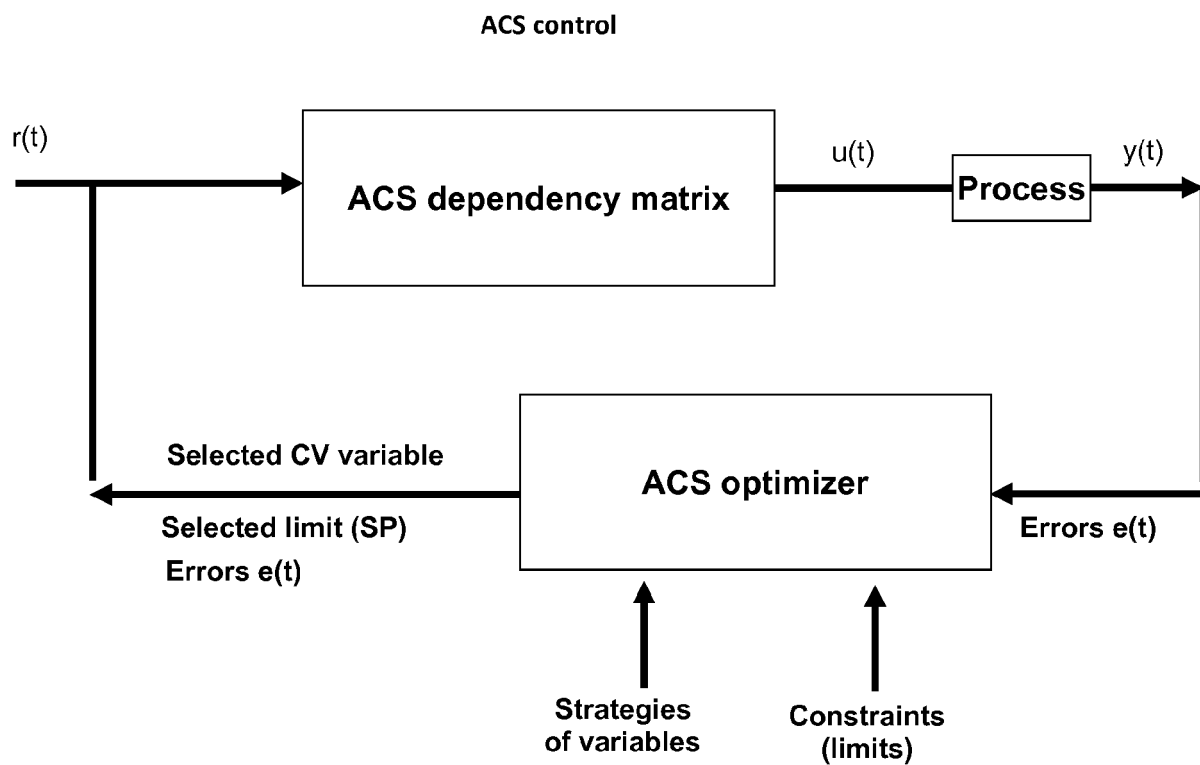 ACS control
r(t)
ACS dependency matrix
u(t)
Process
y(t)
Selected CV variable
ACS optimizer
Selected limit (SP)
Errors e(t)
Errors e(t)
Strategies
of variables
Constraints
(limits)